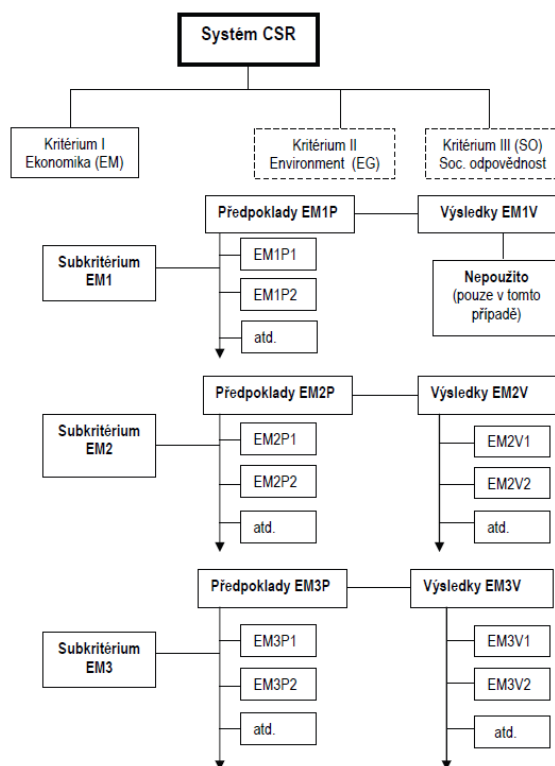 Systém CSR
Kritérium I
Ekonomika (EM)
Kritérium II
Environment (EG)
Kritérium III (SO)
Soc. odpovědnost
Předpoklady EM1P
Výsledky EM1V
Subkritérium
EM1
EM1P1
EM1P2
atd.
Nepoužito
(pouze v tomto
případě)
Předpoklady EM2P
Výsledky EM2V
Subkritérium
EM2
EM2P1
EM2P2
atd.
EM2V1
EM2V2
atd.
Předpoklady EM3P
Výsledky EM3V
Subkritérium
EM3
EM3P1
EM3P2
atd.
EM3V1
EM3V2
atd.